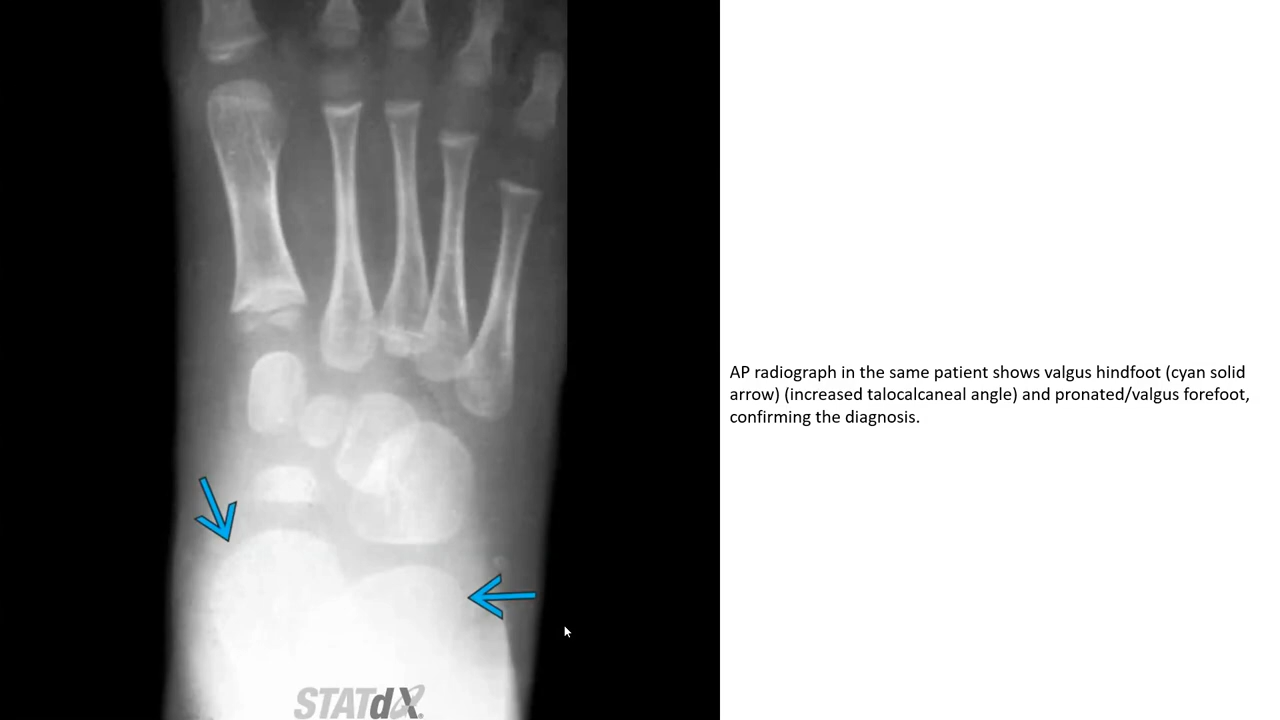 AP radiograph in the same patient shows valgus hindfoot (cyan solid
arrow) (increased talocalcaneal angle) and pronated/valgus forefoot,
confirming the diagnosis.
STATdX